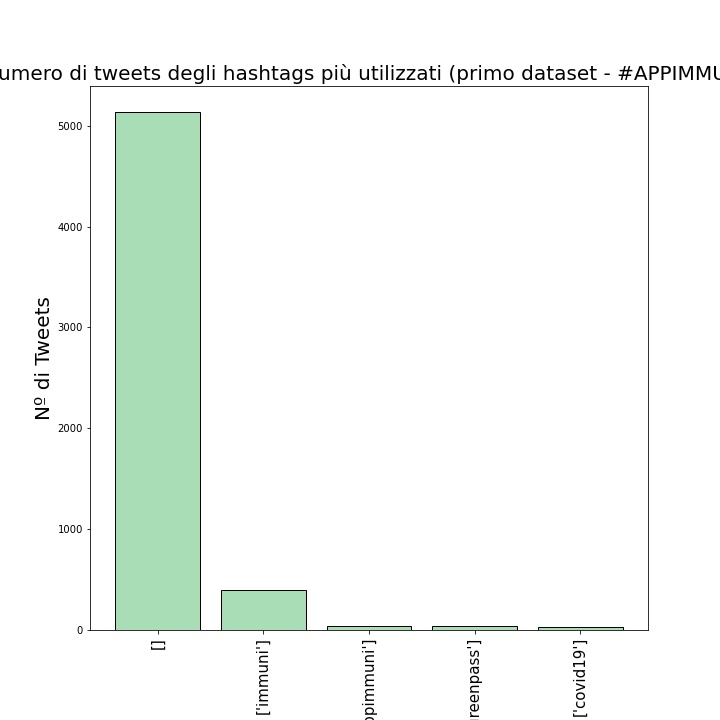 umero di tweets degli hashtags più utilizzati (primo dataset - #APPIMMU
5000
4000
3000
2000
1000
0
Nº di Tweets
[]
['immuni']
ppimmuni']
reenpass']
['covid19']